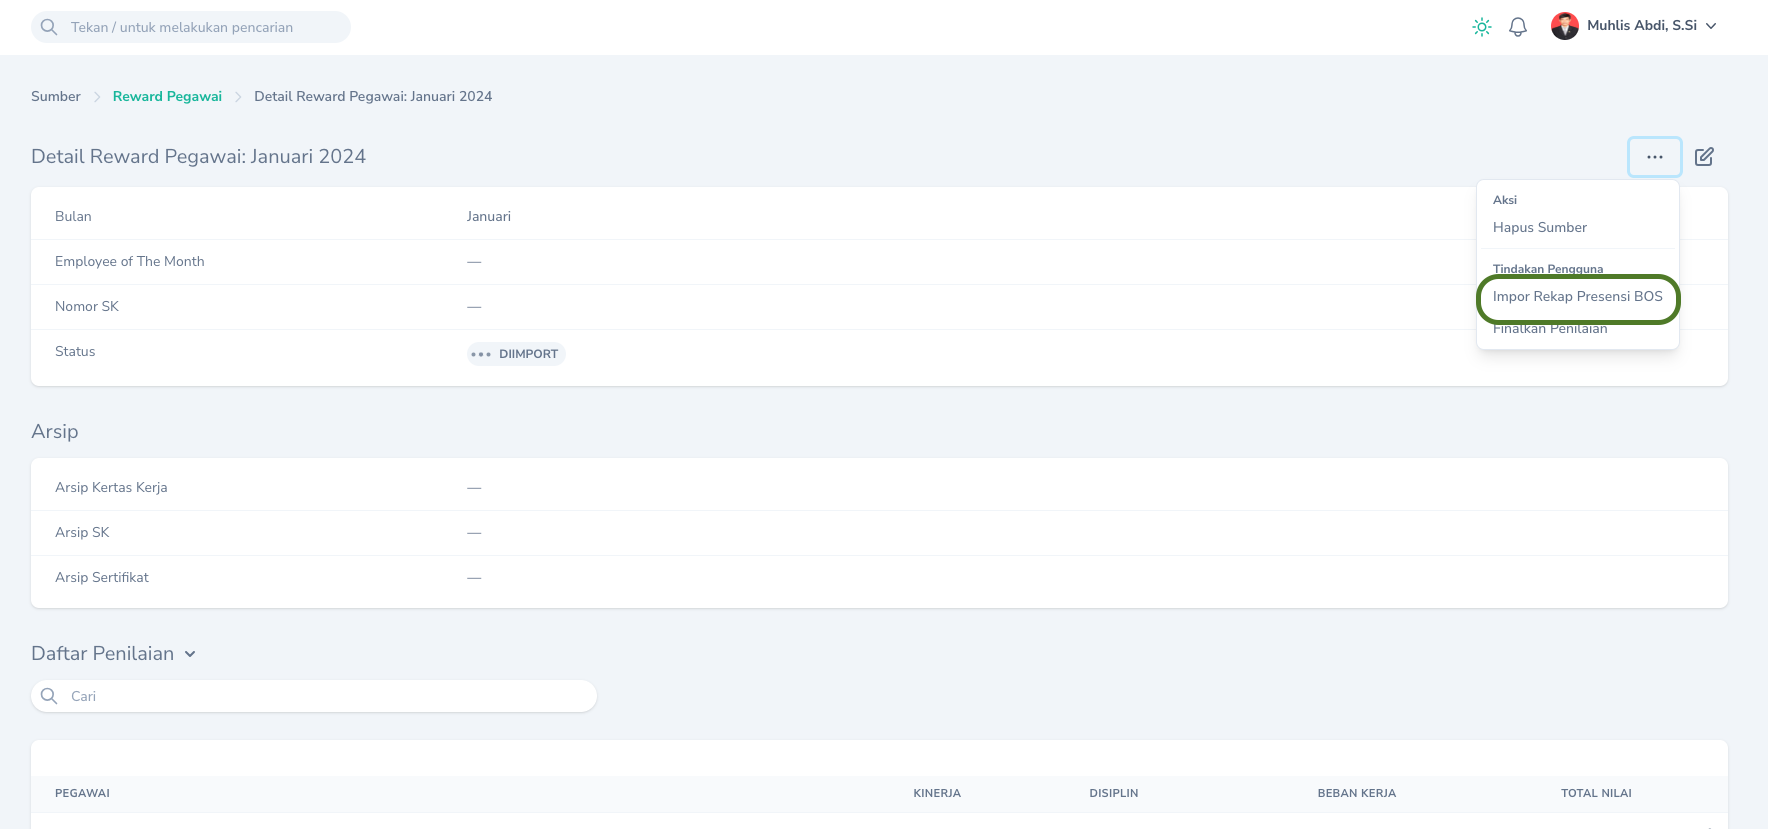 Tekan / untuk melakukan pencarian
Muhlis Abdi, S.Si
Sumber > Reward Pegawai > Detail Reward Pegawai: Januari 2024
Detail Reward Pegawai: Januari 2024
Aksi
Hapus Sumber
Tindakan Pengguna
Impor Rekap Presensi BOS
Finalkan Penilaian
Bulan Januari
Employee of The Month —
Nomor SK —
Status ••• DIIMPORT
Arsip
Arsip Kertas Kerja —
Arsip SK —
Arsip Sertifikat —
Daftar Penilaian
Cari
PEGAWAI KINERJA DISIPLIN BEBAN KERJA TOTAL NILAI